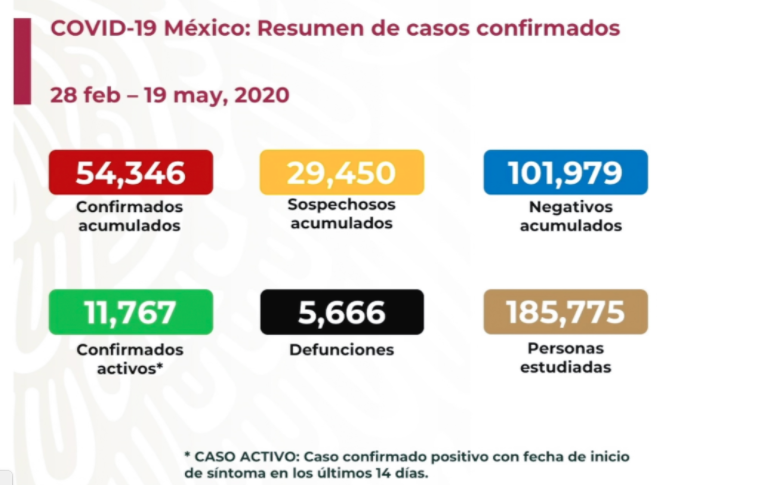 COVID-19 México: Resumen de casos confirmados
28 feb – 19 may, 2020
54,346
Confirmados
acumulados
29,450
Sospechosos
acumulados
101,979
Negativos
acumulados
11,767
Confirmados
activos*
5,666
Defunciones
185,775
Personas
estudiadas
* CASO ACTIVO: Caso confirmado positivo con fecha de inicio
de síntoma en los últimos 14 días.